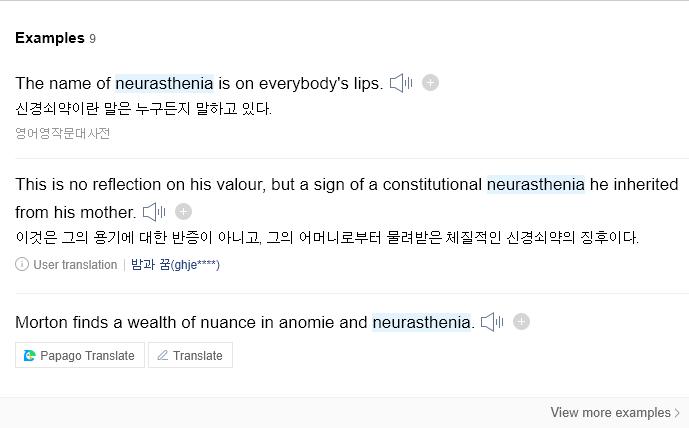 Examples 9
The name of neurasthenia is on everybody's lips.
신경쇠약이란 말은 누구든지 말하고 있다.
영어영작문대사전
This is no reflection on his valour, but a sign of a constitutional neurasthenia he inherited
from his mother.
이것은 그의 용기에 대한 반증이 아니고, 그의 어머니로부터 물려받은 체질적인 신경쇠약의 징후이다.
User translation | 밤과 꿈(ghje****)
Morton finds a wealth of nuance in anomie and neurasthenia.
Papago Translate Translate
View more examples >